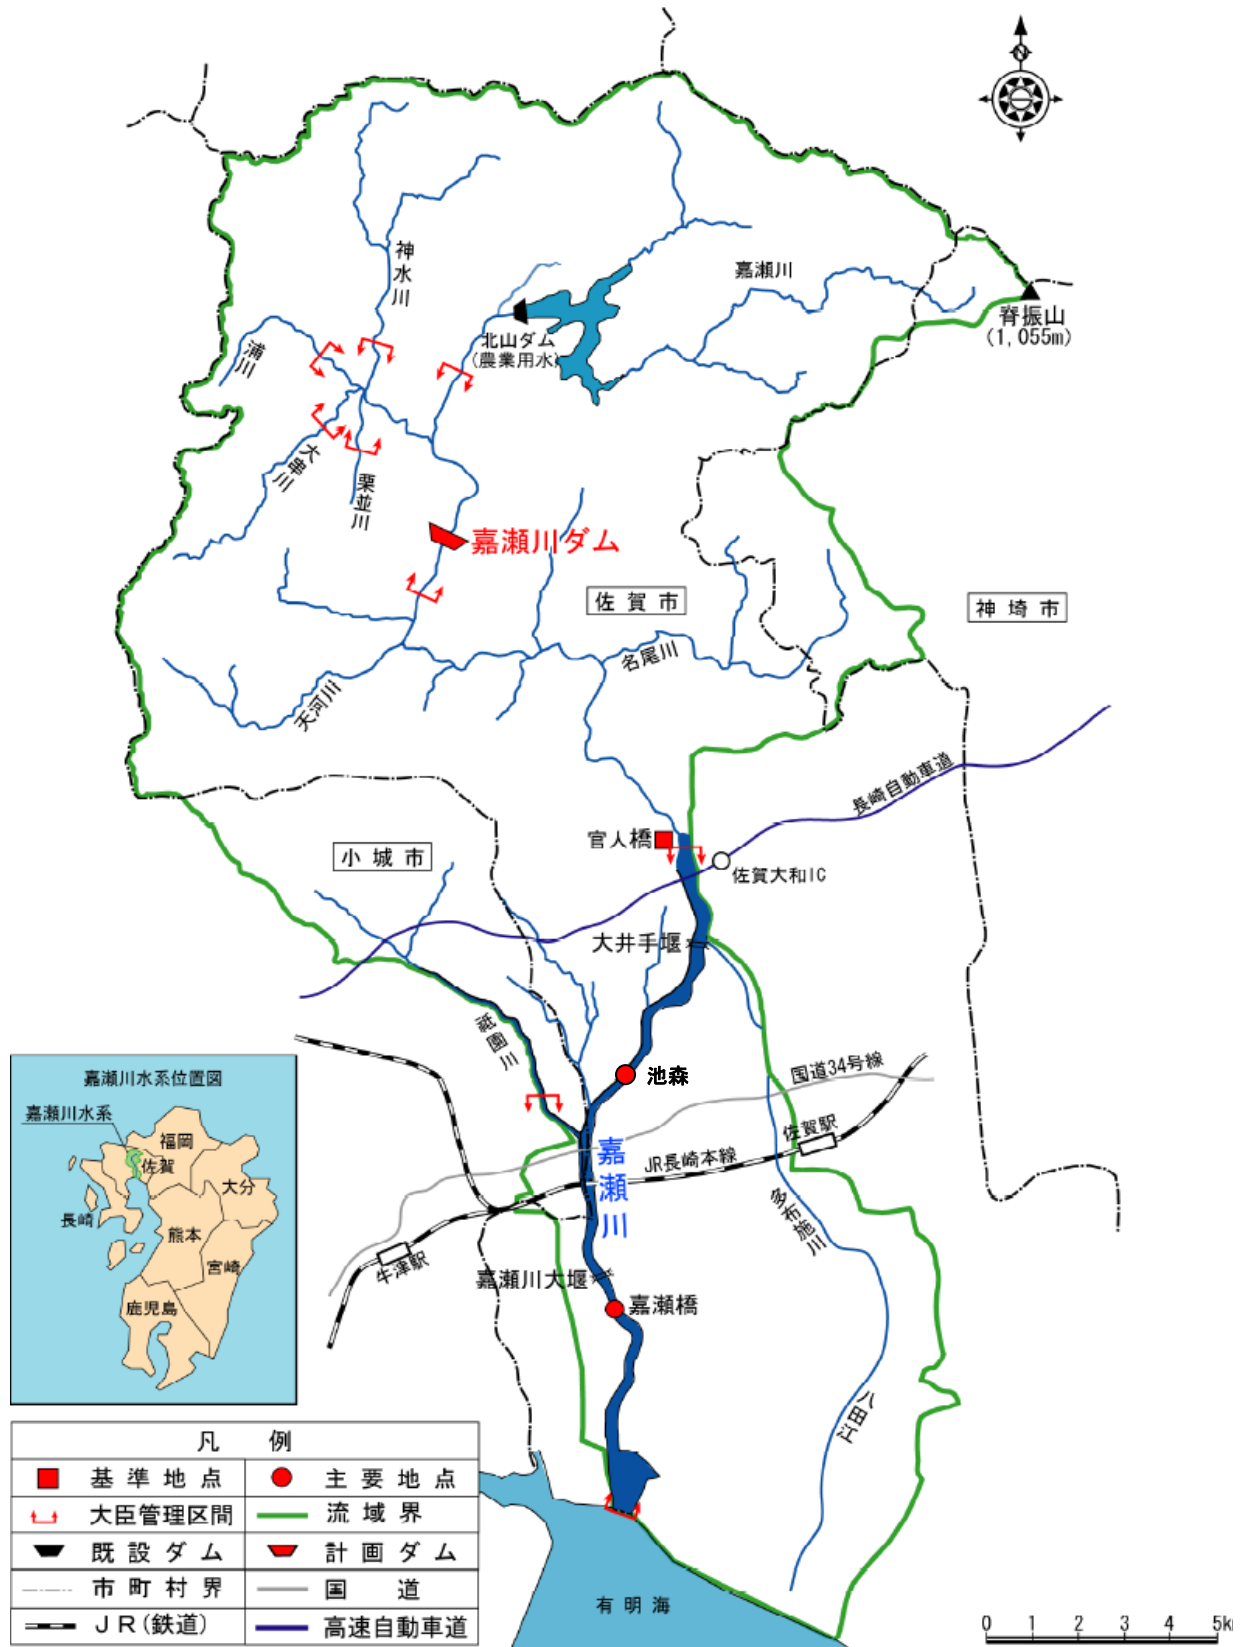 N
神水川
嘉瀬川
脊振山
(1,055m)
北山ダム
(農業用水)
浦川
大串川
栗並川
嘉瀬川ダム
佐賀市
神埼市
名尾川
天河川
長崎自動車道
官人橋
佐賀大和IC
小城市
大井手堰
祗園川
池森
国道34号線
佐賀駅
JR長崎本線
嘉瀬川
多布施川
牛津駅
嘉瀬川大堰
嘉瀬橋
八田江
有明海
嘉瀬川水系位置図
嘉瀬川水系
福岡
佐賀
大分
長崎
熊本
宮崎
鹿児島
凡例
基準地点
主要地点
大臣管理区間
流域界
既設ダム
計画ダム
市町村界
国道
JR(鉄道)
高速自動車道
0 1 2 3 4 5k